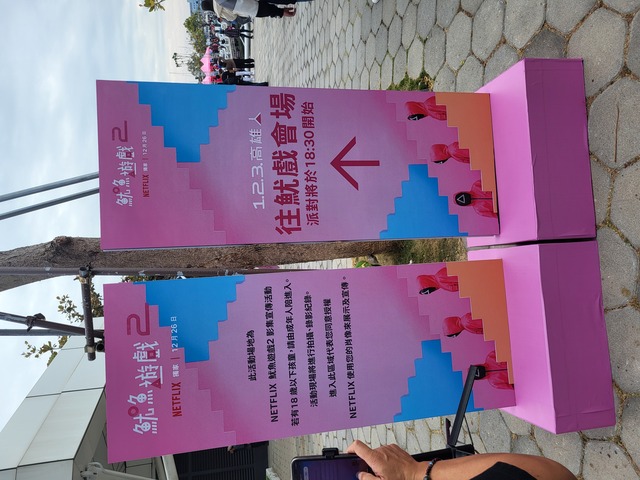 魷魚遊戲2
NETFLIX 獨家 | 12月26日
此活動場地為
NETFLIX 魷魚遊戲2 影集宣傳活動
若有18歲以下孩童，請由成年人陪進入。
活動現場將進行拍攝、錄影紀錄。
進入此區域代表您同意授權
NETFLIX 使用您的肖像來展示及宣傳。
魷魚遊戲2
NETFLIX 獨家 | 12月26日
1.2.3.高雄人
往魷戲會場
派對將於18:30開始